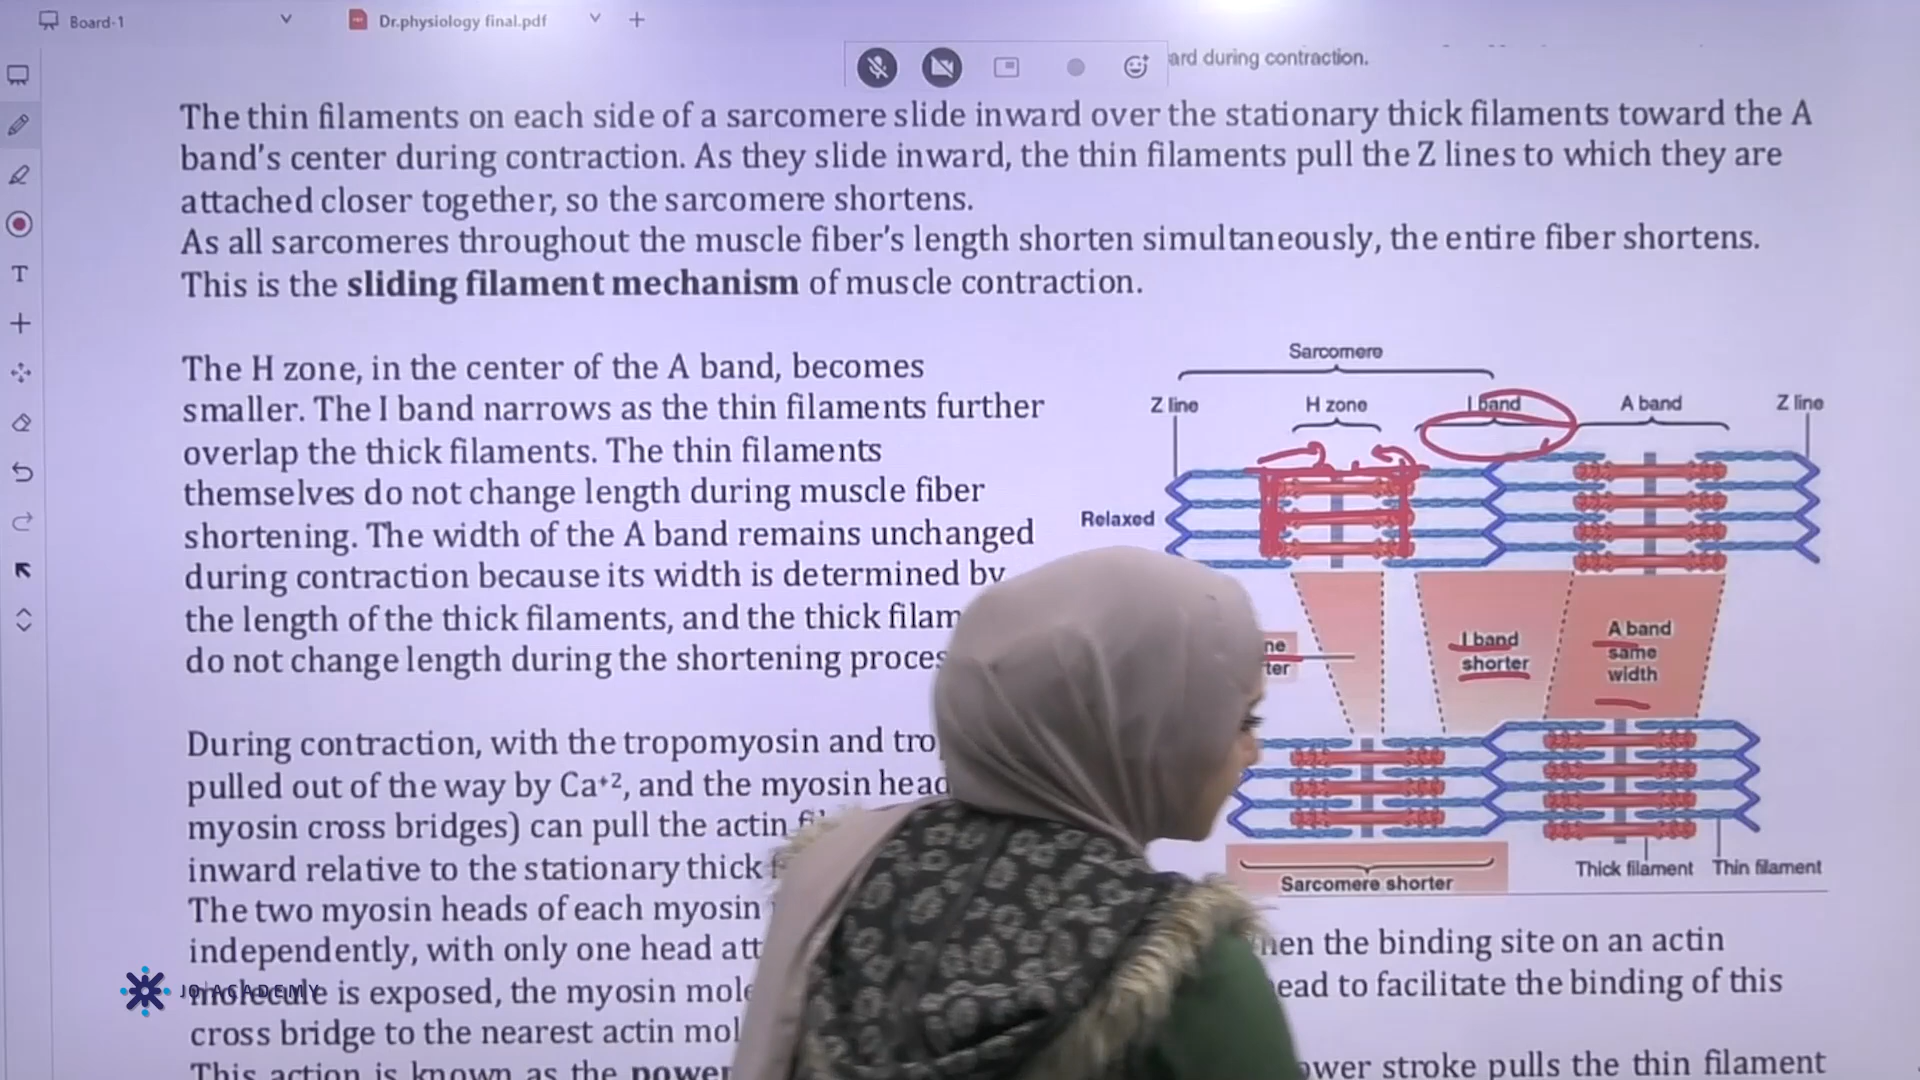 Board-1
Dr.physiology final.pdf
ard during contraction.
The thin filaments on each side of a sarcomere slide inward over the stationary thick filaments toward the A
band's center during contraction. As they slide inward, the thin filaments pull the Z lines to which they are
attached closer together, so the sarcomere shortens.
As all sarcomeres throughout the muscle fiber's length shorten simultaneously, the entire fiber shortens.
This is the sliding filament mechanism of muscle contraction.
The H zone, in the center of the A band, becomes
smaller. The I band narrows as the thin filaments further
overlap the thick filaments. The thin filaments
themselves do not change length during muscle fiber
shortening. The width of the A band remains unchanged
during contraction because its width is determined by
the length of the thick filaments, and the thick filam
do not change length during the shortening proces
During contraction, with the tropomyosin and tro
pulled out of the way by Ca+2, and the myosin head
myosin cross bridges) can pull the actin
inward relative to the stationary thick
The two myosin heads of each myosin
independently, with only one head att
hen the binding site on an actin
molecule is exposed, the myosin mole
ead to facilitate the binding of this
cross bridge to the nearest actin mol
This action is known as the power
ower stroke pulls the thin filament
Sarcomere
Z line
H zone
I band
A band
Z line
Relaxed
ne
ter
I band
shorter
A band
same
width
Thick filament
Thin filament
Sarcomere shorter
JO ACADEMY